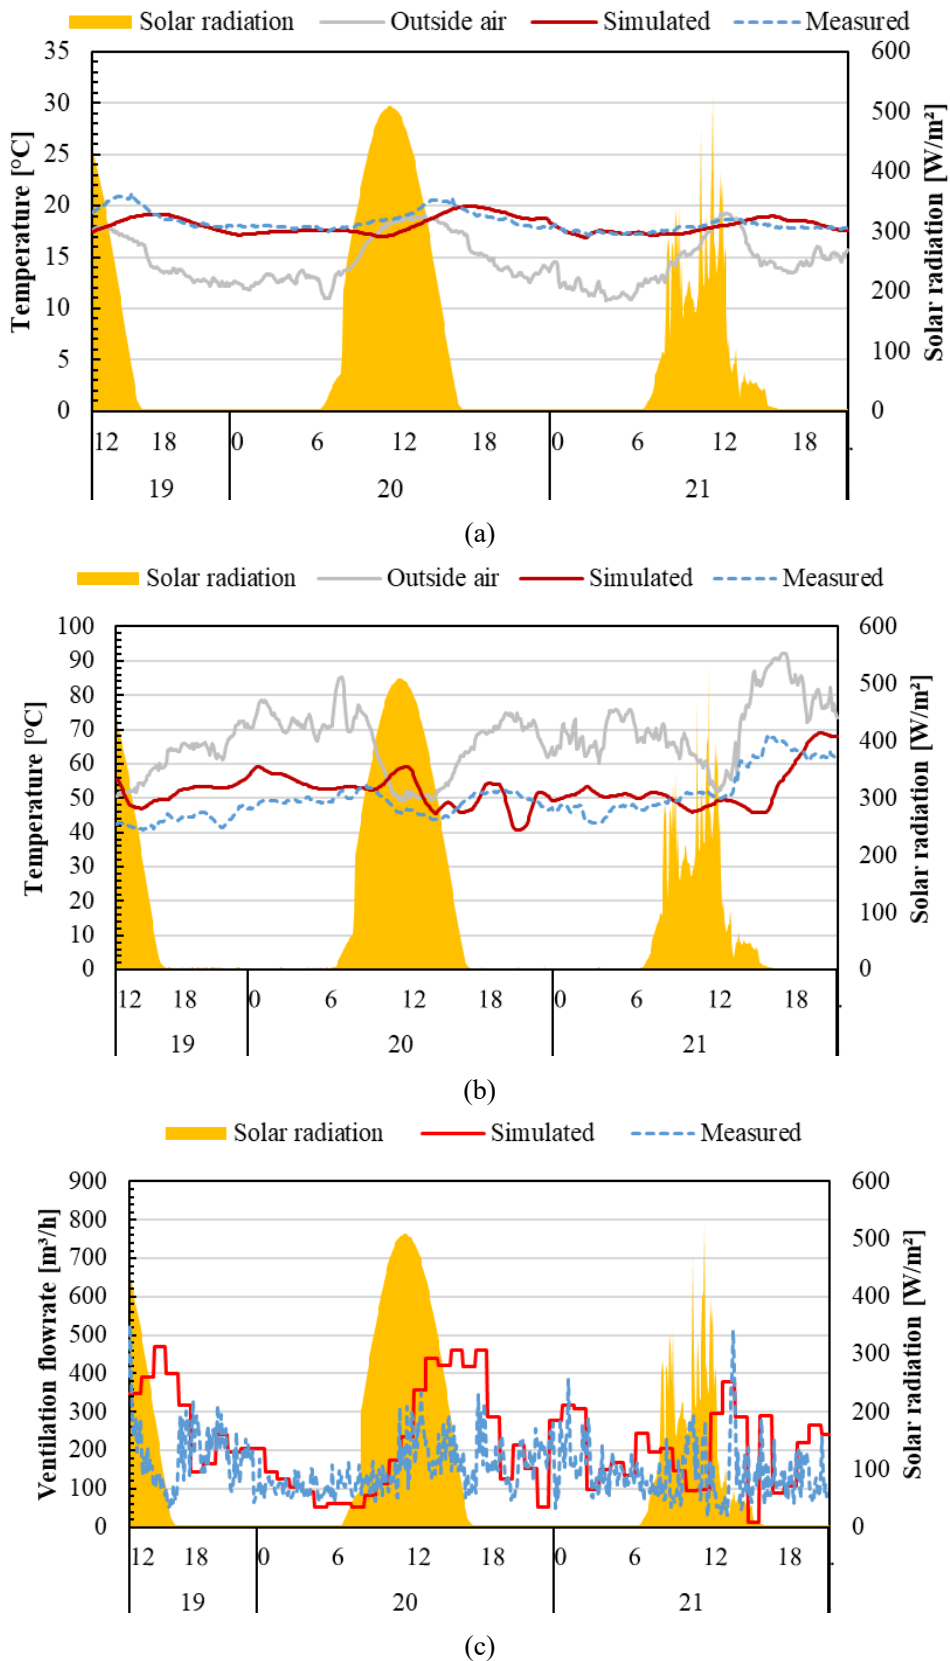 Solar radiation Outside air Simulated Measured
35 600
30 500
25 400
20 300
15
10 200
5 100
0 0
Temperature [°C]
Solar radiation [W/m²]
12 18 0 6 12 18 0 6 12 18 .
19 20 21
(a)
Solar radiation Outside air Simulated Measured
100 600
90
80 500
70 400
60
50 300
40
30 200
20 100
10
0 0
Temperature [°C]
Solar radiation [W/m²]
12 18 0 6 12 18 0 6 12 18 .
19 20 21
(b)
Solar radiation Simulated Measured
900 600
800 500
700
600 400
500
400 300
300 200
200
100 100
0 0
Ventilation flowrate [m³/h]
Solar radiation [W/m²]
12 18 0 6 12 18 0 6 12 18 .
19 20 21
(c)